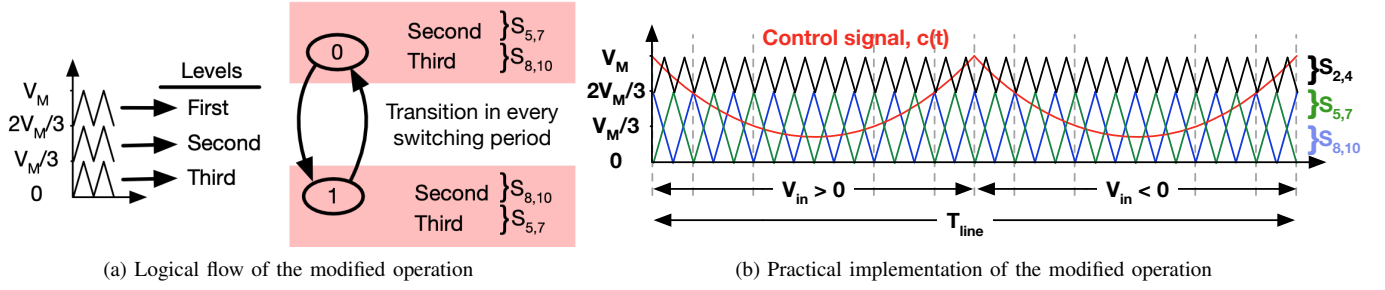 Levels
V_M
2V_M/3
V_M/3
0
First
Second
Third
0
Second }S_5,7
Third }S_8,10
Transition in every
switching period
1
Second }S_8,10
Third }S_5,7
(a) Logical flow of the modified operation
Control signal, c(t)
V_M
2V_M/3
V_M/3
0
}S_2,4
}S_5,7
}S_8,10
V_in > 0
V_in < 0
T_line
(b) Practical implementation of the modified operation